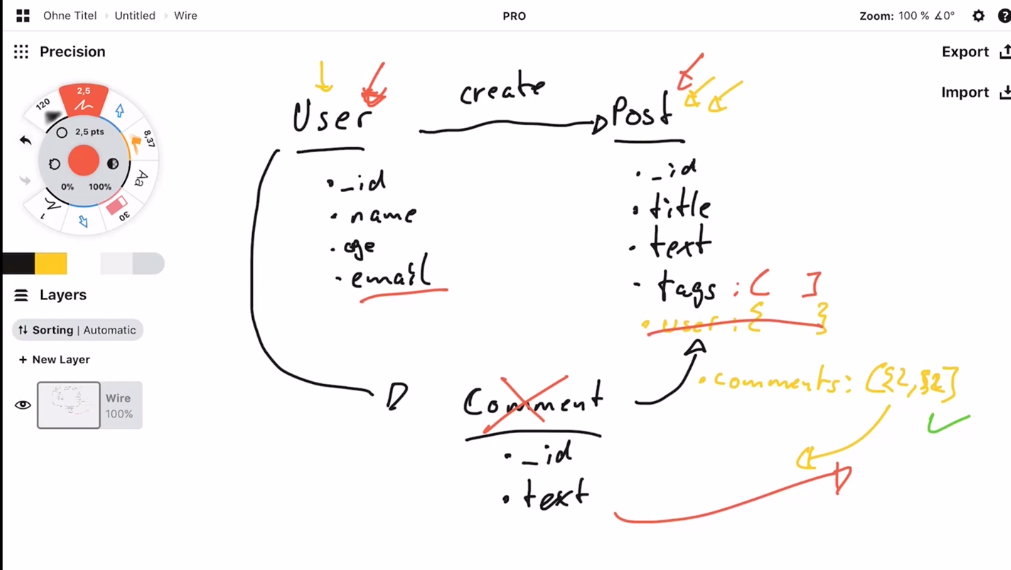 Ohne Titel › Untitled › Wire
PRO
Zoom: 100 % ∡0°
Precision
Export
Import
120
2,5
8,37
2,5 pts
Aa
0% 100%
1
30
Layers
Sorting | Automatic
+ New Layer
Wire
100%
User
create
Post
• _id
• name
• age
• email
• _id
• title
• text
• tags : [ ]
• user : { }
• comments: [{},{}]
Comment
• _id
• text